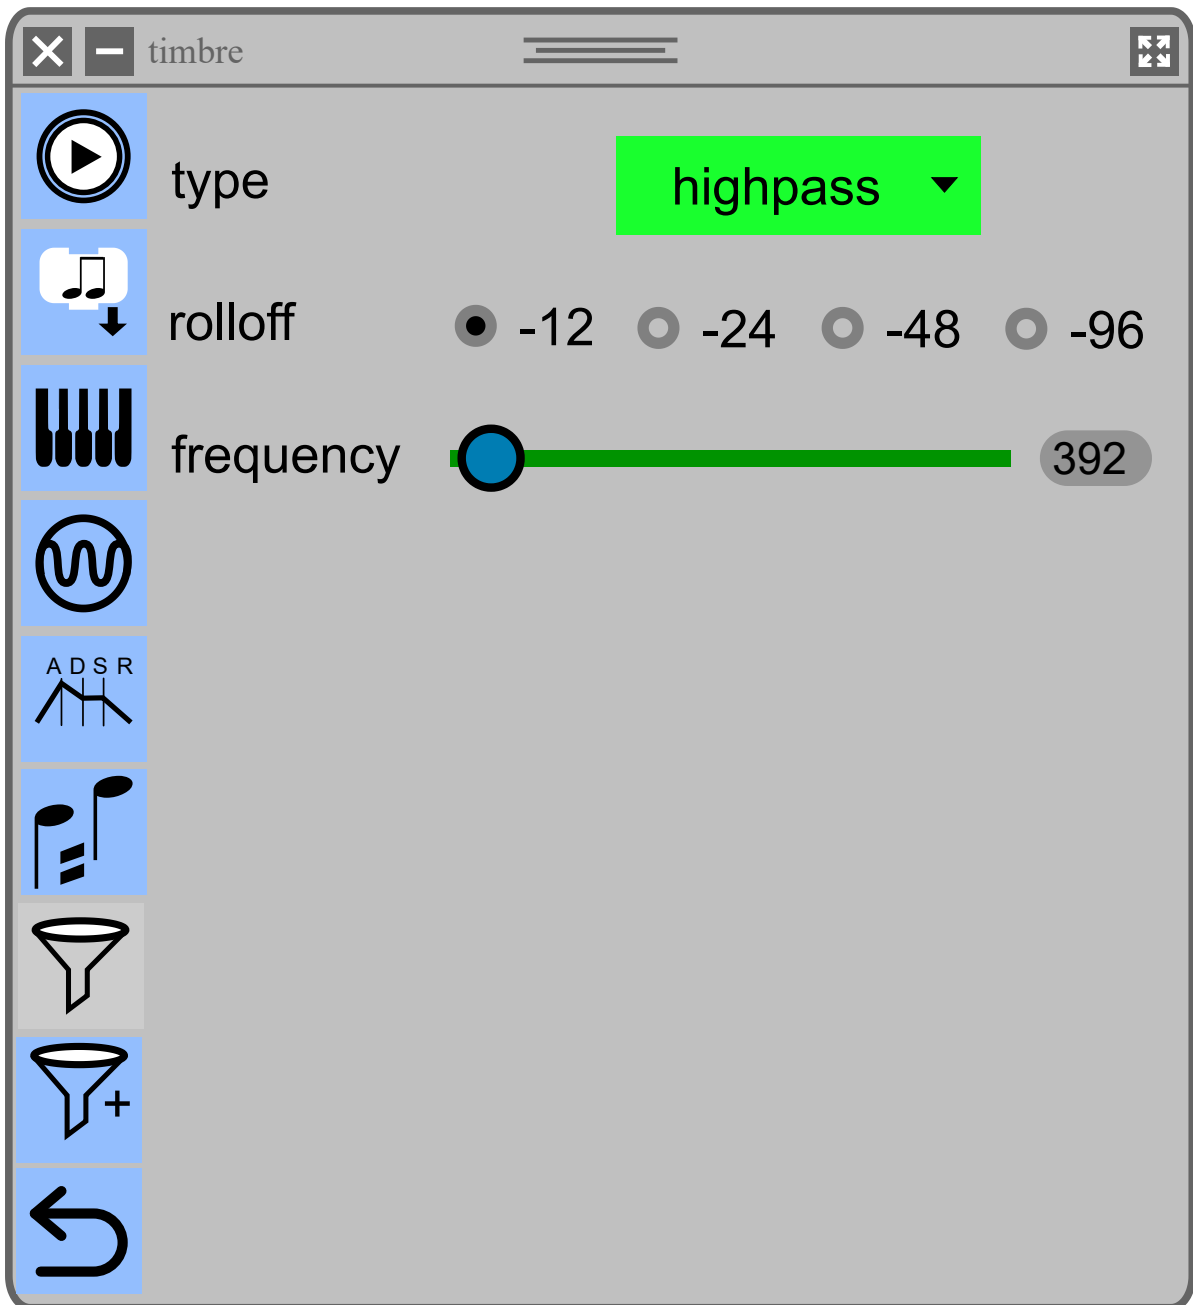 timbre
type
highpass
rolloff
-12
-24
-48
-96
frequency
392
A D S R